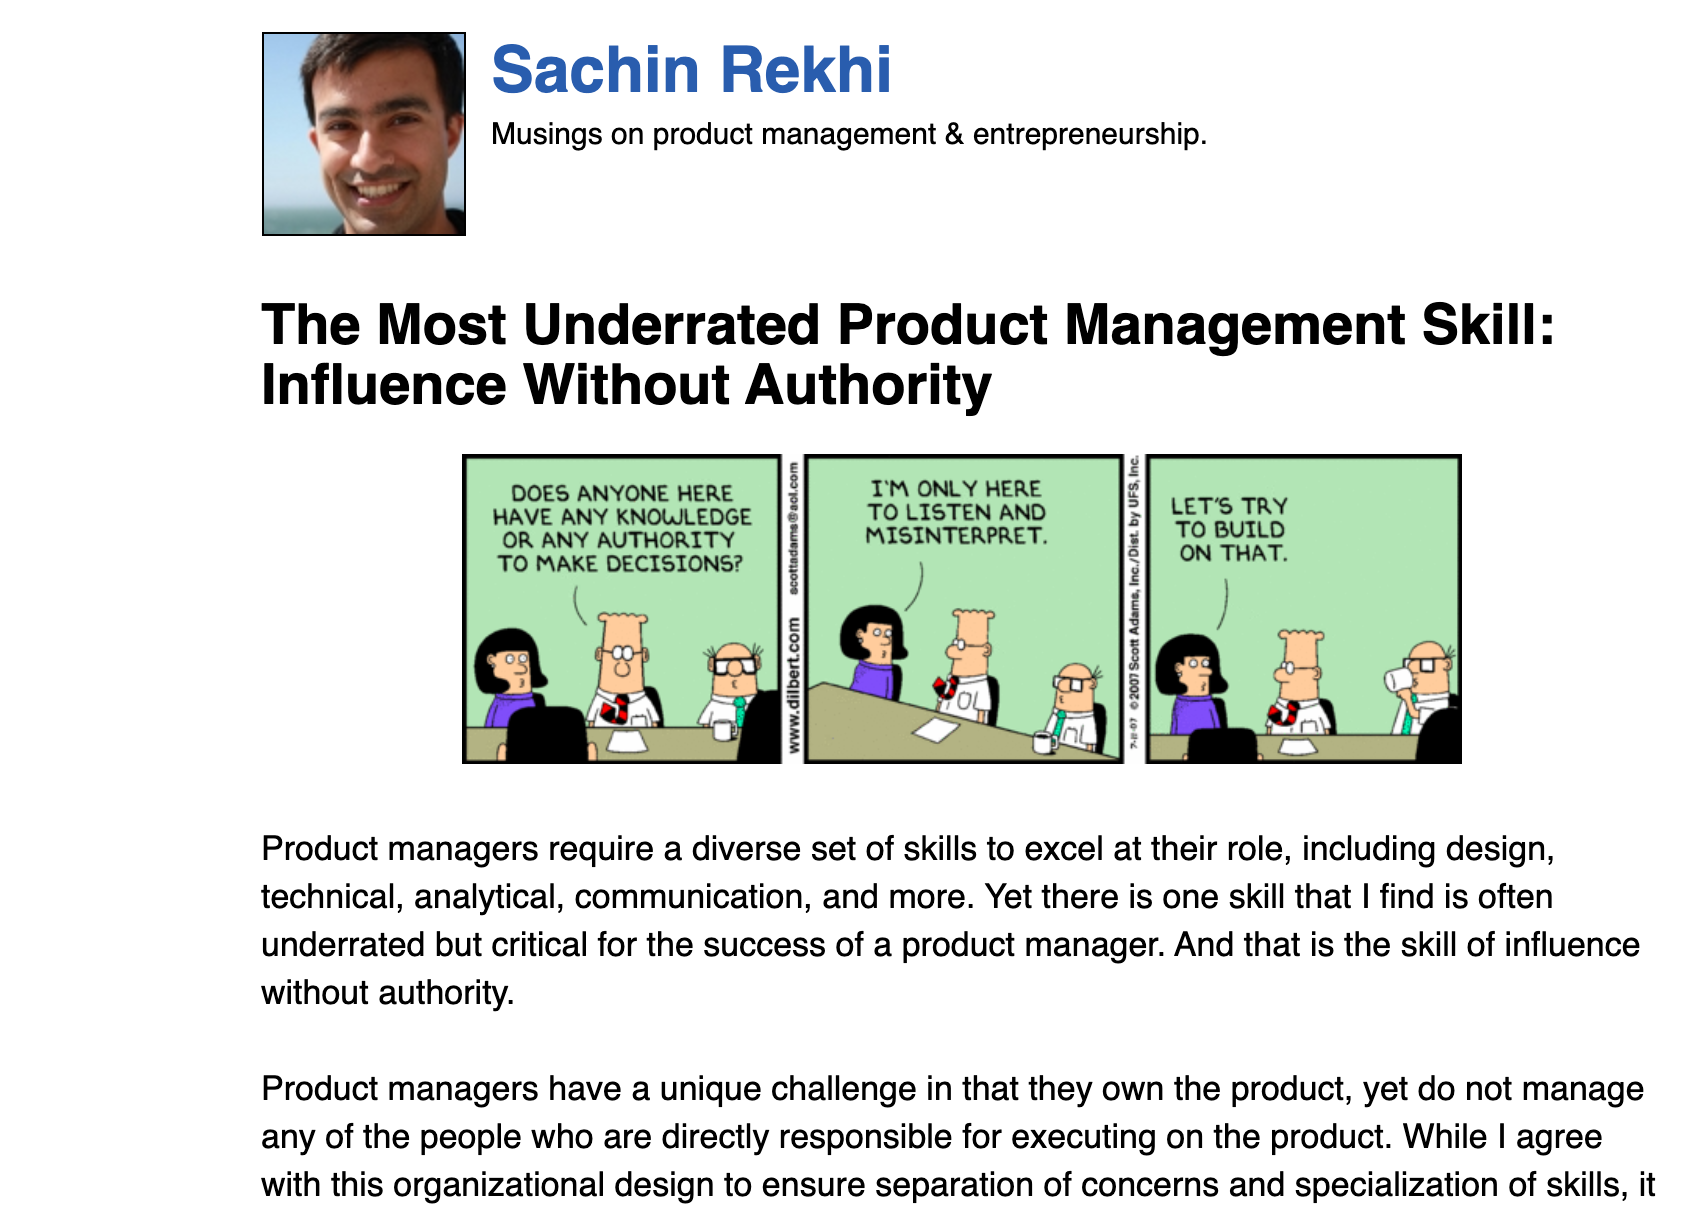 Sachin Rekhi
Musings on product management & entrepreneurship.
The Most Underrated Product Management Skill:
Influence Without Authority
DOES ANYONE HERE
HAVE ANY KNOWLEDGE
OR ANY AUTHORITY
TO MAKE DECISIONS?
www.dilbert.com scottadams@aol.com
I'M ONLY HERE
TO LISTEN AND
MISINTERPRET.
7-11-07 © 2007 Scott Adams, Inc./Dist. by UFS, Inc.
LET'S TRY
TO BUILD
ON THAT.
Product managers require a diverse set of skills to excel at their role, including design,
technical, analytical, communication, and more. Yet there is one skill that I find is often
underrated but critical for the success of a product manager. And that is the skill of influence
without authority.
Product managers have a unique challenge in that they own the product, yet do not manage
any of the people who are directly responsible for executing on the product. While I agree
with this organizational design to ensure separation of concerns and specialization of skills, it